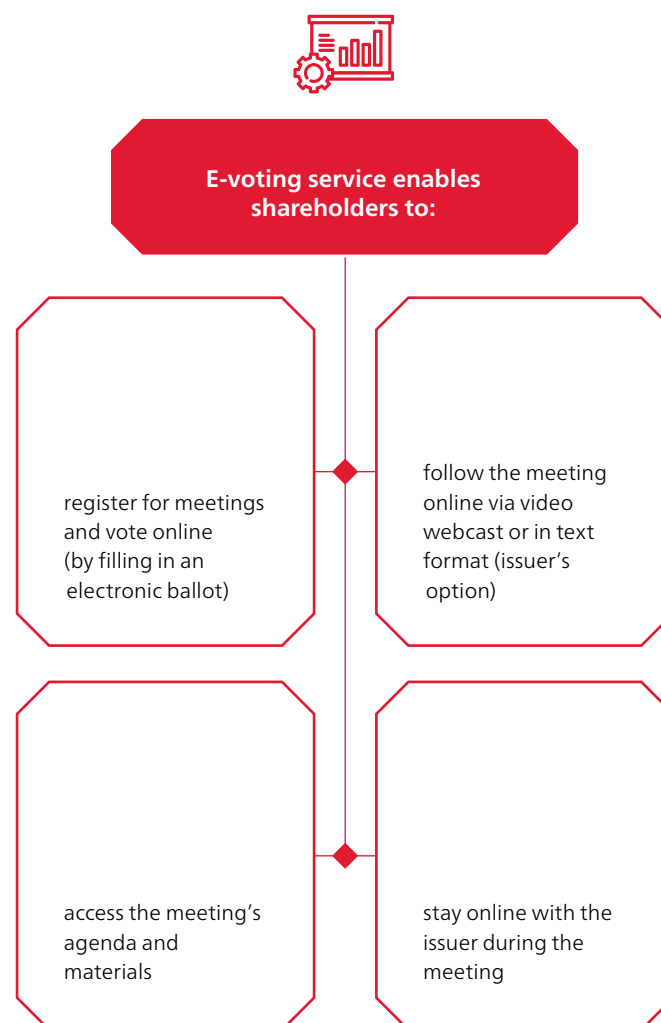 E-voting service enables
shareholders to:
register for meetings
and vote online
(by filling in an
electronic ballot)
follow the meeting
online via video
webcast or in text
format (issuer's
option)
access the meeting's
agenda and
materials
stay online with the
issuer during the
meeting